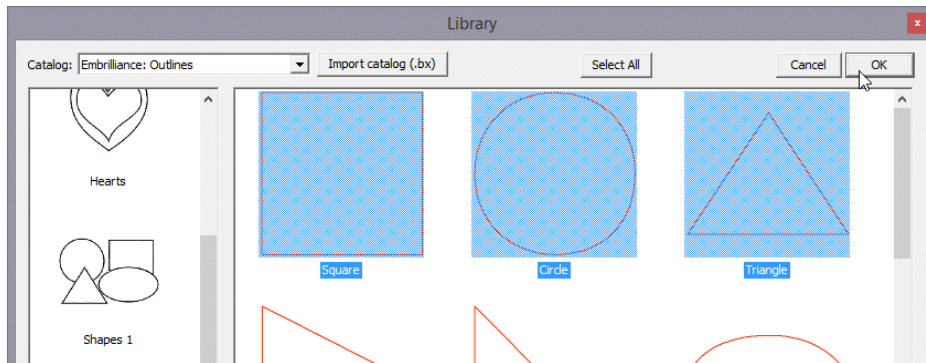 Library
x
Catalog: Embrilliance: Outlines Import catalog (.bx) Select All Cancel OK
Hearts
Square Circle Triangle
Shapes 1